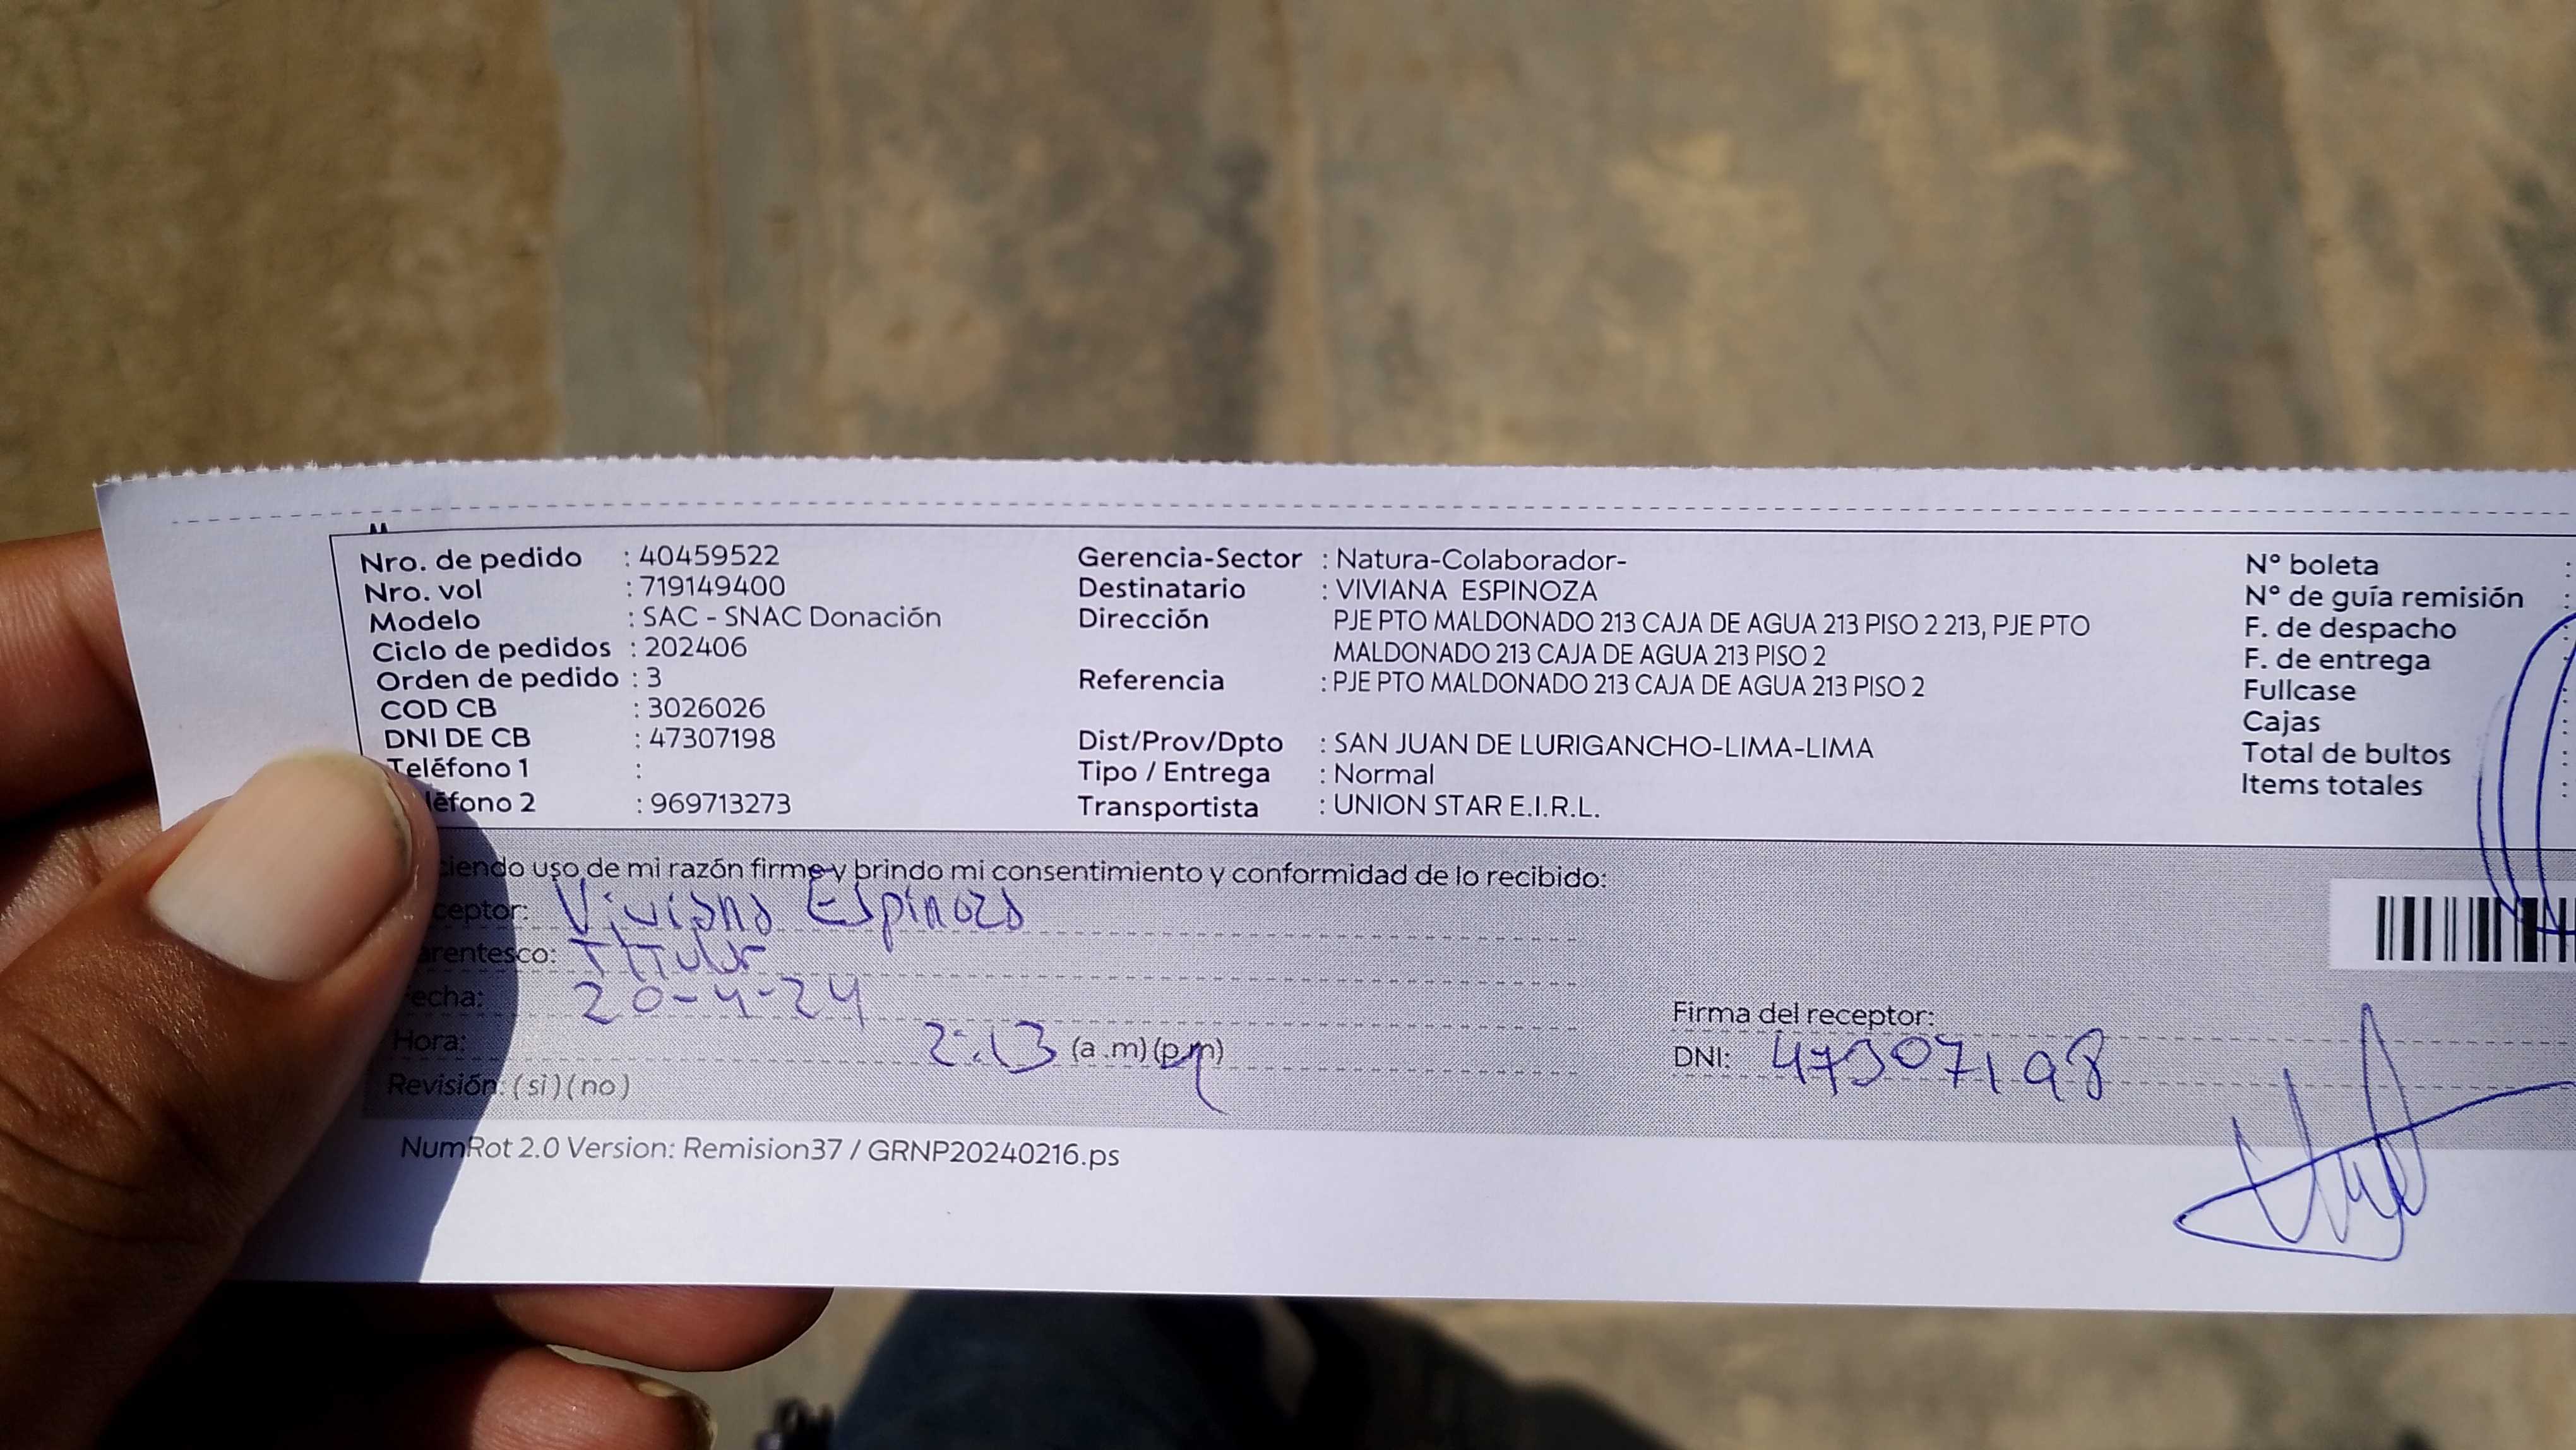 Nro. de pedido : 40459522
Nro. vol : 719149400
Modelo : SAC - SNAC Donación
Ciclo de pedidos : 202406
Orden de pedido : 3
COD CB : 3026026
DNI DE CB : 47307198
Teléfono 1 :
léfono 2 : 969713273
Gerencia-Sector : Natura-Colaborador-
Destinatario : VIVIANA ESPINOZA
Dirección PJE PTO MALDONADO 213 CAJA DE AGUA 213 PISO 2 213, PJE PTO
MALDONADO 213 CAJA DE AGUA 213 PISO 2
Referencia : PJE PTO MALDONADO 213 CAJA DE AGUA 213 PISO 2
Dist/Prov/Dpto : SAN JUAN DE LURIGANCHO-LIMA-LIMA
Tipo / Entrega : Normal
Transportista : UNION STAR E.I.R.L.
N° boleta :
N° de guía remisión :
F. de despacho :
F. de entrega :
Fullcase :
Cajas :
Total de bultos :
Items totales :
iendo uso de mi razón firme y brindo mi consentimiento y conformidad de lo recibido:
ceptor: Viviana Espinoza
arentesco: Titular
echa: 20-4-24
Hora: 2:13 (a.m)(p.m)
Revisión: (si)(no)
Firma del receptor:
DNI: 47307198
NumRot 2.0 Version: Remision37 / GRNP20240216.ps